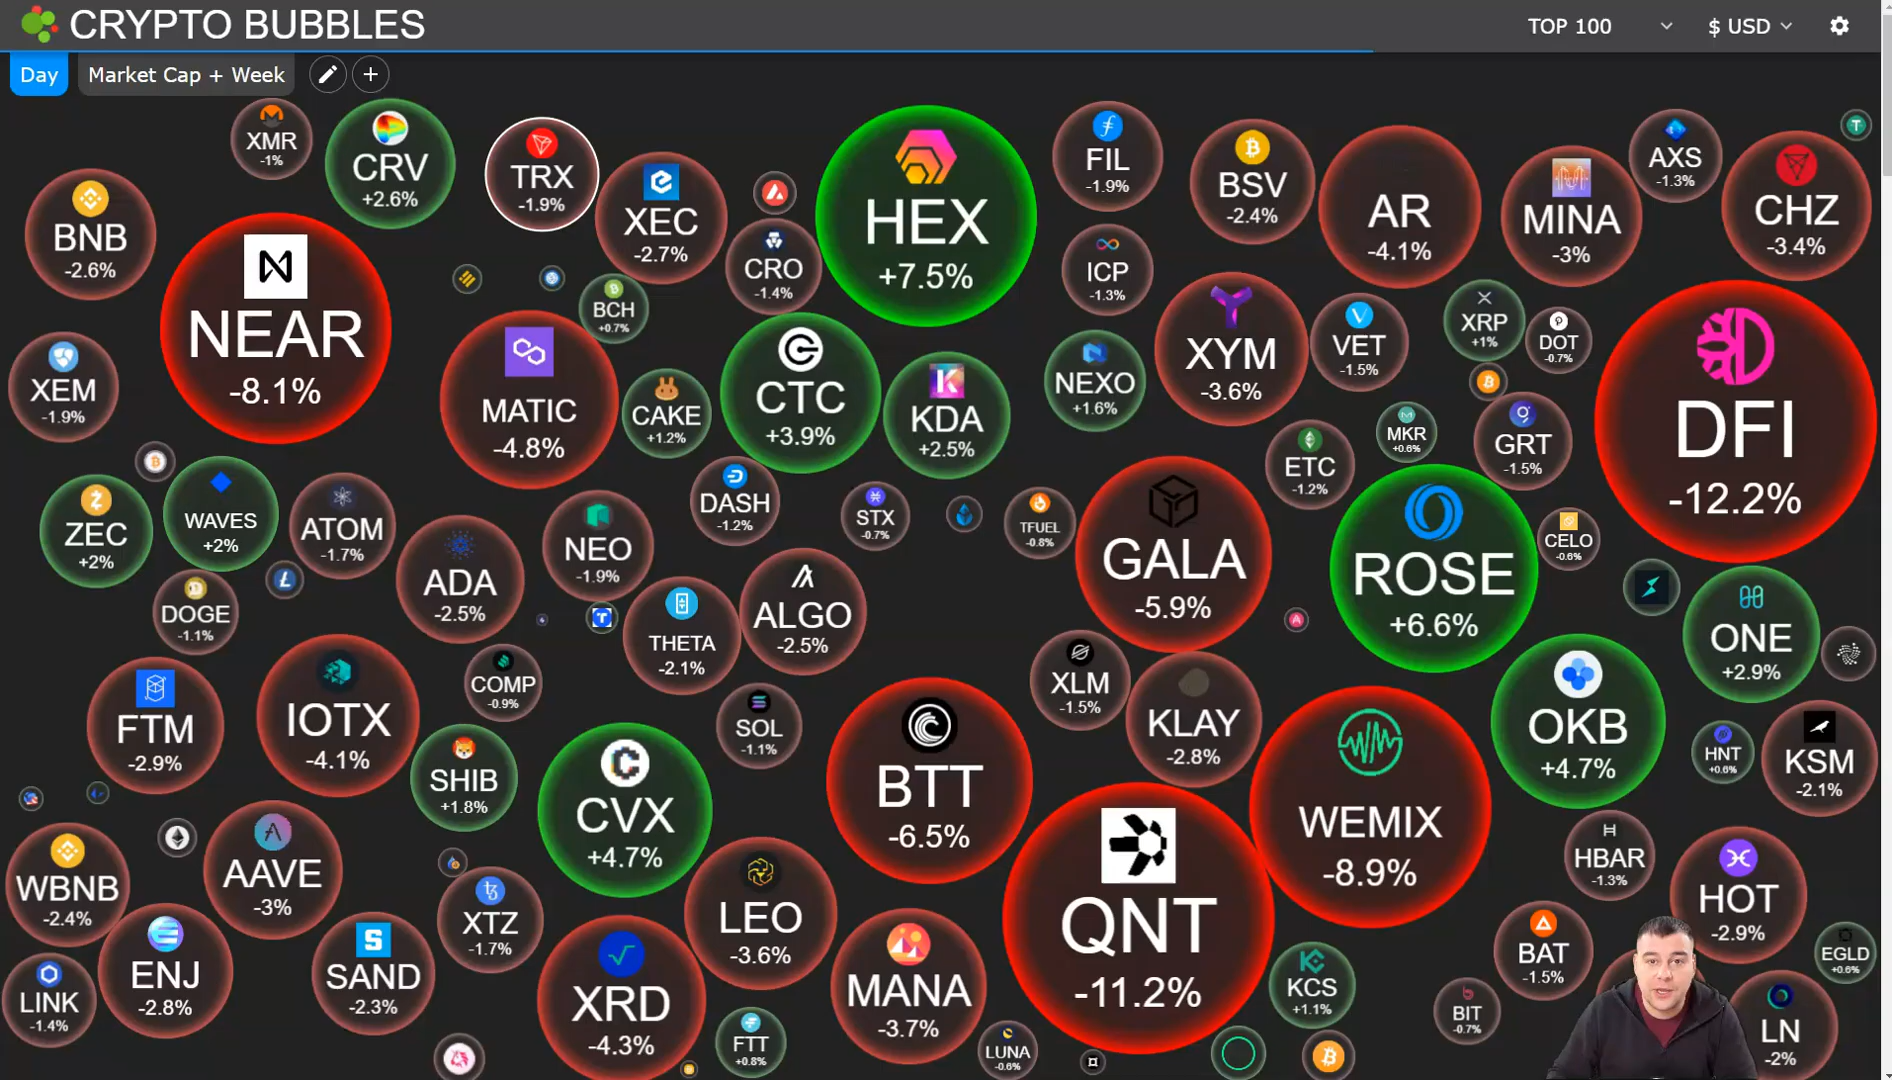 CRYPTO BUBBLES
TOP 100
$ USD
Day
Market Cap + Week
XMR
-1%
CRV
+2.6%
TRX
-1.9%
XEC
-2.7%
HEX
+7.5%
FIL
-1.9%
BSV
-2.4%
AR
-4.1%
MINA
-3%
AXS
-1.3%
CHZ
-3.4%
BNB
-2.6%
NEAR
-8.1%
CRO
-1.4%
ICP
-1.3%
BCH
+0.7%
XEM
-1.9%
MATIC
-4.8%
CAKE
+1.2%
CTC
+3.9%
KDA
+2.5%
NEXO
+1.6%
XYM
-3.6%
VET
-1.5%
XRP
+1%
DOT
-0.7%
DFI
-12.2%
MKR
+0.6%
GRT
-1.5%
ETC
-1.2%
ZEC
+2%
WAVES
+2%
ATOM
-1.7%
ADA
-2.5%
NEO
-1.9%
DASH
-1.2%
STX
-0.7%
TFUEL
-0.8%
GALA
-5.9%
ROSE
+6.6%
CELO
-0.6%
DOGE
-1.1%
THETA
-2.1%
ALGO
-2.5%
ONE
+2.9%
FTM
-2.9%
IOTX
-4.1%
COMP
-0.9%
SOL
-1.1%
XLM
-1.5%
KLAY
-2.8%
OKB
+4.7%
HNT
+0.6%
KSM
-2.1%
SHIB
+1.8%
CVX
+4.7%
BTT
-6.5%
WEMIX
-8.9%
WBNB
-2.4%
AAVE
-3%
XTZ
-1.7%
LEO
-3.6%
QNT
-11.2%
HBAR
-1.3%
HOT
-2.9%
LINK
-1.4%
ENJ
-2.8%
SAND
-2.3%
XRD
-4.3%
MANA
-3.7%
KCS
+1.1%
BAT
-1.5%
EGLD
+0.6%
FTT
+0.8%
LUNA
-0.6%
BIT
-0.7%
LN
-2%